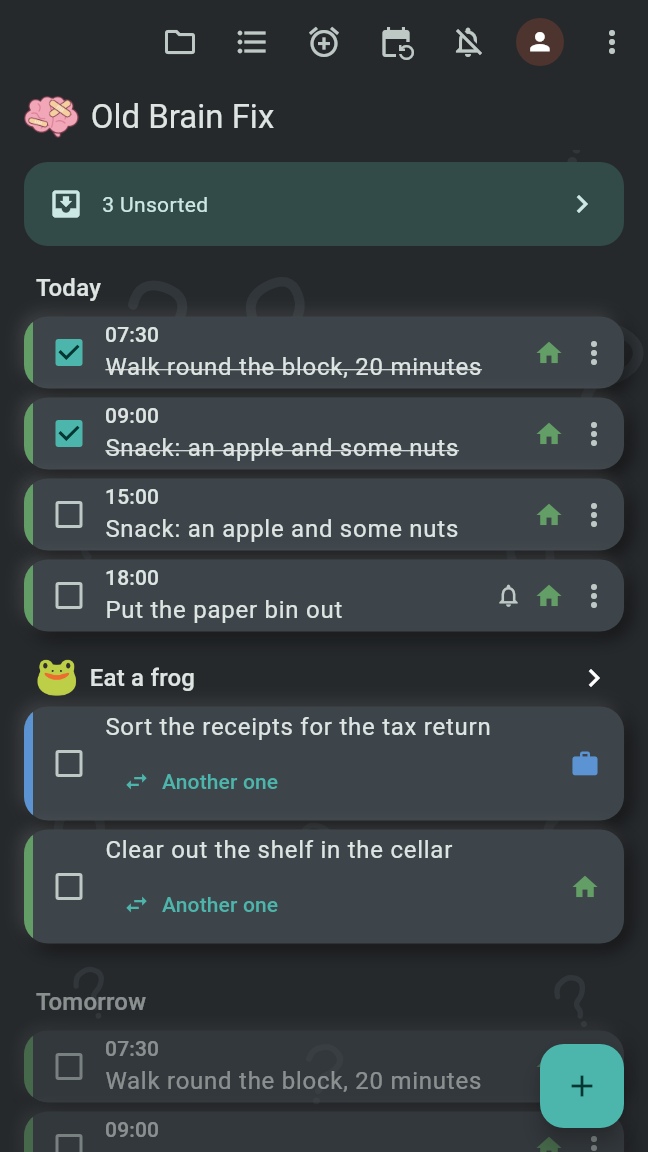 Old Brain Fix
3 Unsorted
Today
07:30
Walk round the block, 20 minutes
09:00
Snack: an apple and some nuts
15:00
Snack: an apple and some nuts
18:00
Put the paper bin out
Eat a frog
Sort the receipts for the tax return
Another one
Clear out the shelf in the cellar
Another one
Tomorrow
07:30
Walk round the block, 20 minutes
09:00